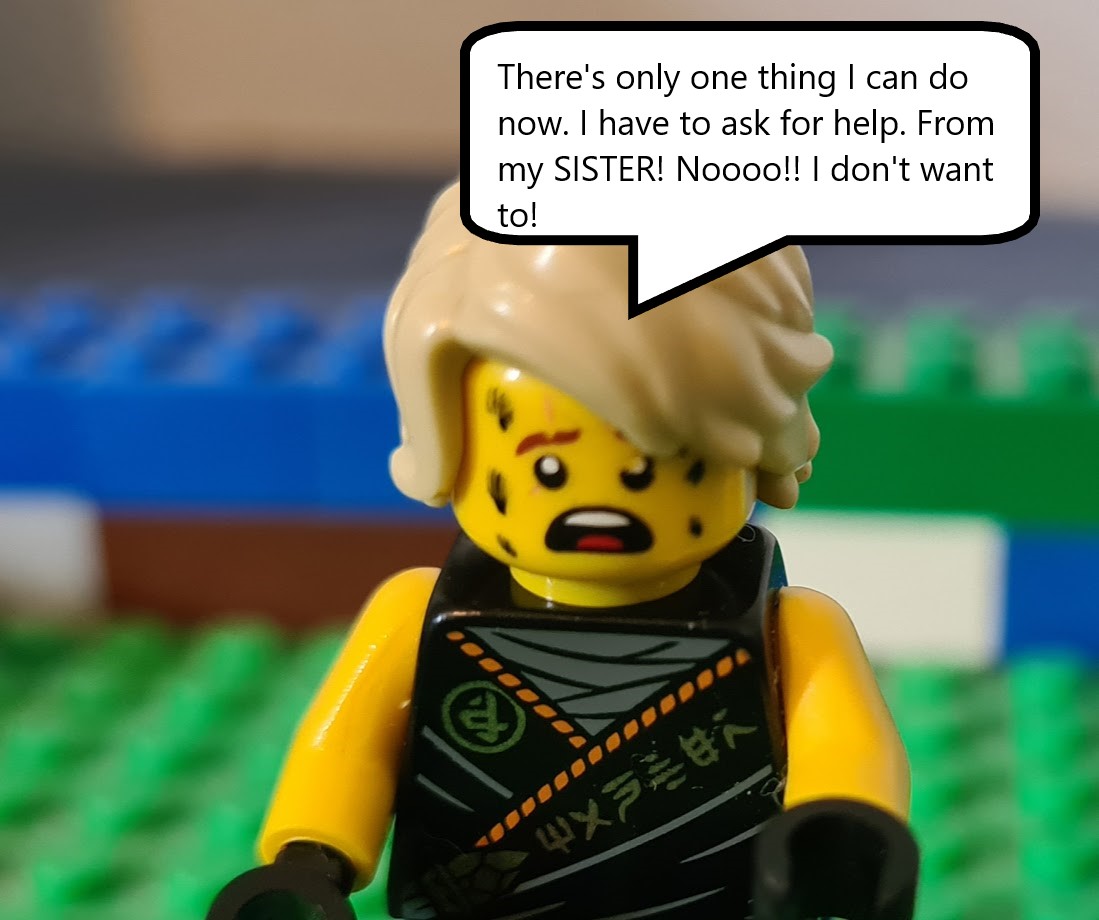 There's only one thing I can do
now. I have to ask for help. From
my SISTER! Noooo!! I don't want
to!